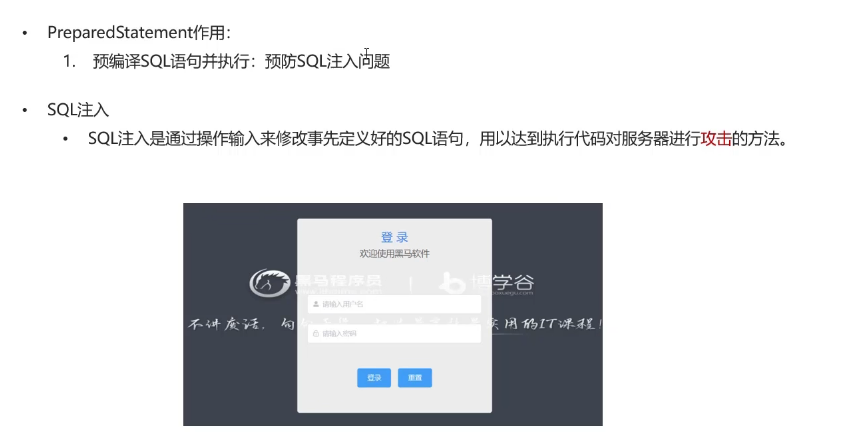 PreparedStatement作用：
1. 预编译SQL语句并执行：预防SQL注入问题
SQL注入
SQL注入是通过操作输入来修改事先定义好的SQL语句，用以达到执行代码对服务器进行攻击的方法。
登 录
欢迎使用黑马软件
黑马程序员
博学谷
请输入用户名
不讲废话，
实用的IT课程！
请输入密码
登录
重置